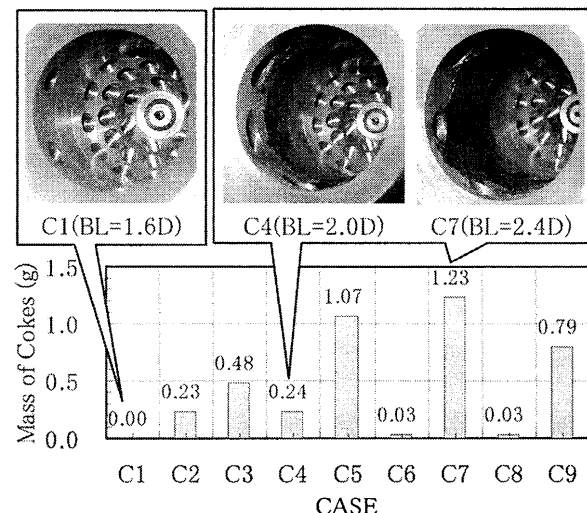 C1(BL=1.6D) C4(BL=2.0D) C7(BL=2.4D)
Mass of Cokes (g)
1.5
1.0
0.5
0.0
0.00 0.23 0.48 0.24 1.07 0.03 1.23 0.03 0.79
C1 C2 C3 C4 C5 C6 C7 C8 C9
CASE